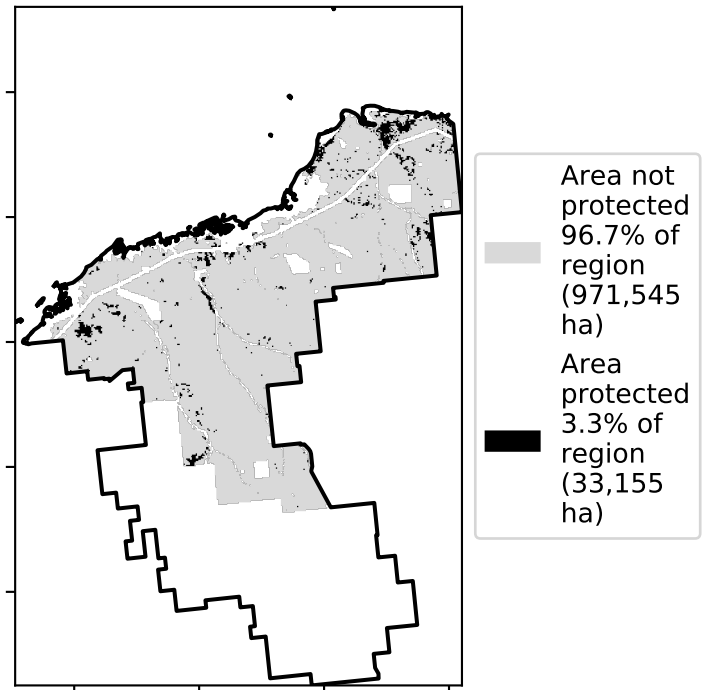 Area not
protected
96.7% of
region
(971,545
ha)
Area
protected
3.3% of
region
(33,155
ha)